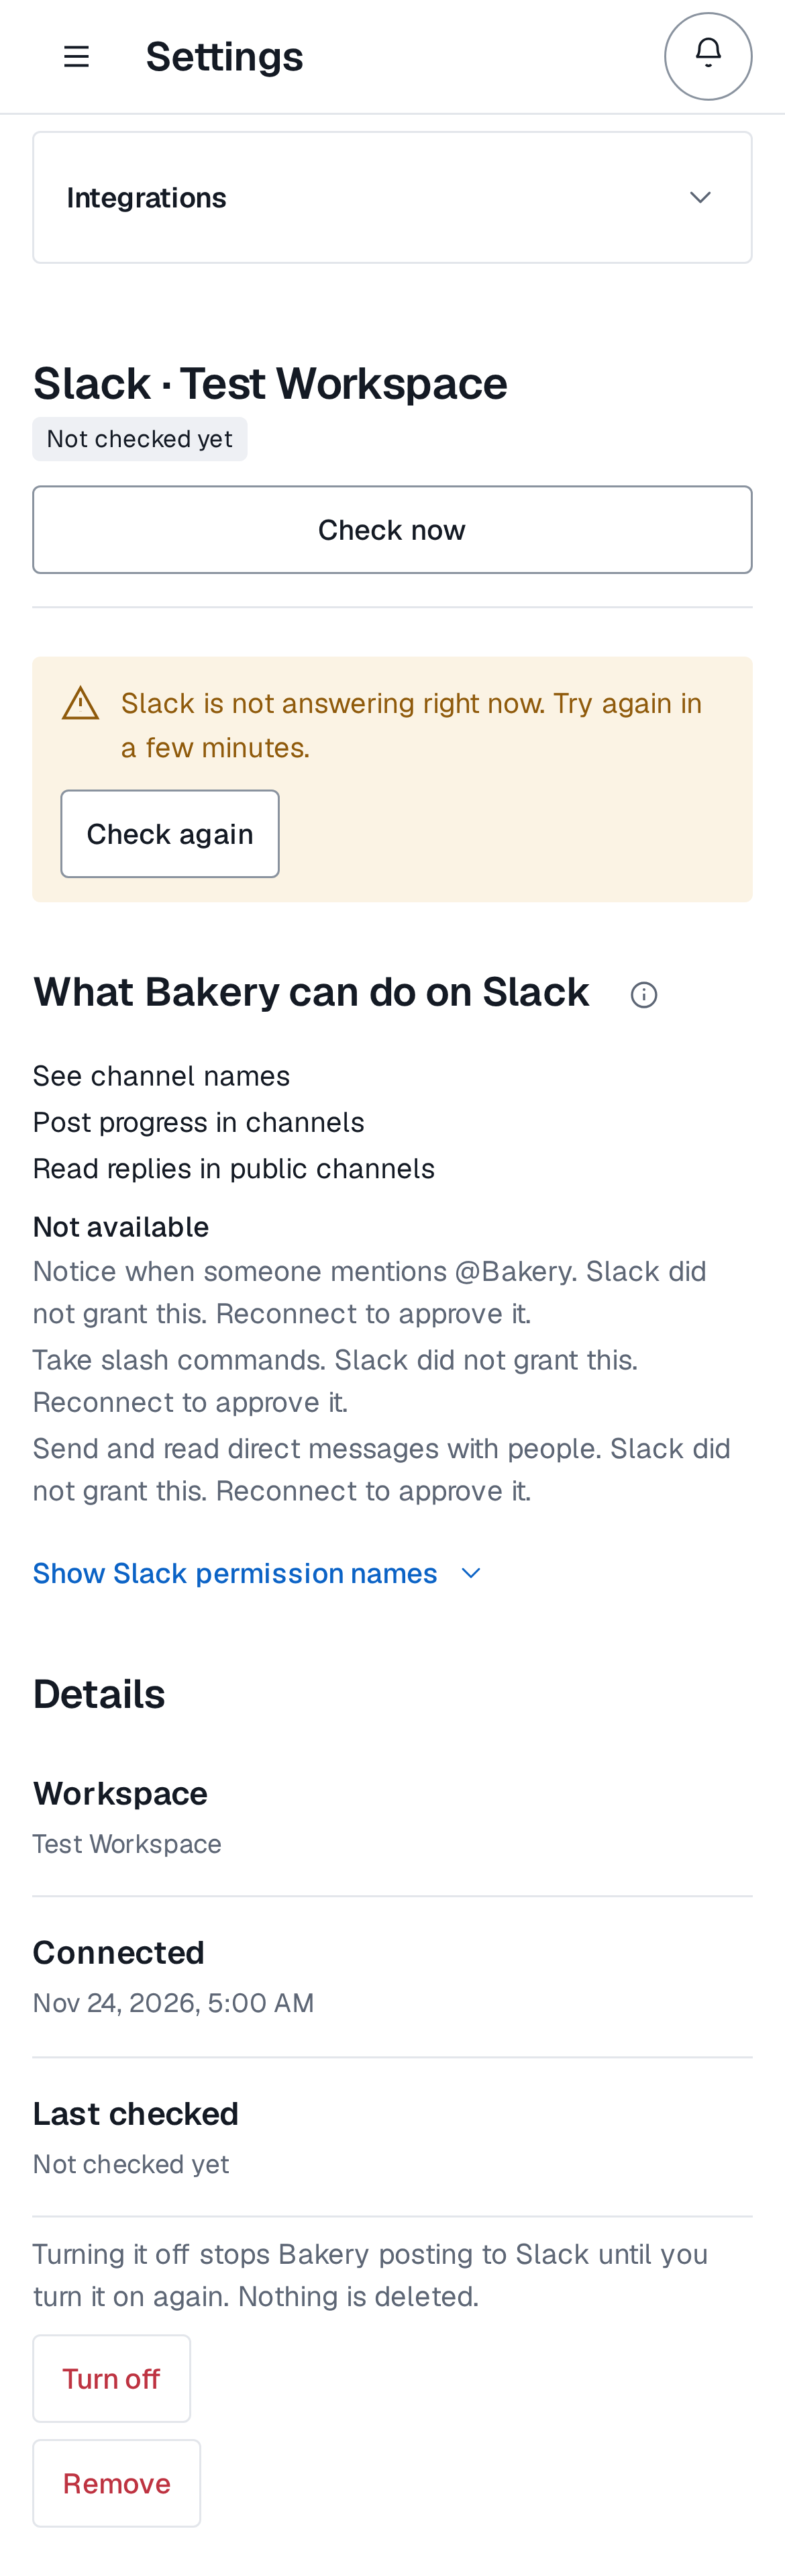 Settings
Integrations
Slack · Test Workspace
Not checked yet
Check now
Slack is not answering right now. Try again in
a few minutes.
Check again
What Bakery can do on Slack
See channel names
Post progress in channels
Read replies in public channels
Not available
Notice when someone mentions @Bakery. Slack did
not grant this. Reconnect to approve it.
Take slash commands. Slack did not grant this.
Reconnect to approve it.
Send and read direct messages with people. Slack did
not grant this. Reconnect to approve it.
Show Slack permission names
Details
Workspace
Test Workspace
Connected
Nov 24, 2026, 5:00 AM
Last checked
Not checked yet
Turning it off stops Bakery posting to Slack until you
turn it on again. Nothing is deleted.
Turn off
Remove